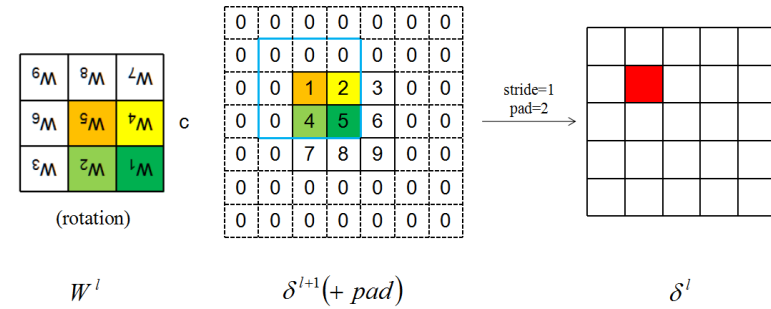 W9 W8 W7
W6 W5 W4
W3 W2 W1
(rotation)
c
0 0 0 0 0 0 0
0 0 0 0 0 0 0
0 0 1 2 3 0 0
0 0 4 5 6 0 0
0 0 7 8 9 0 0
0 0 0 0 0 0 0
0 0 0 0 0 0 0
stride=1
pad=2
W^l
δ^{l+1}(+ pad)
δ^l